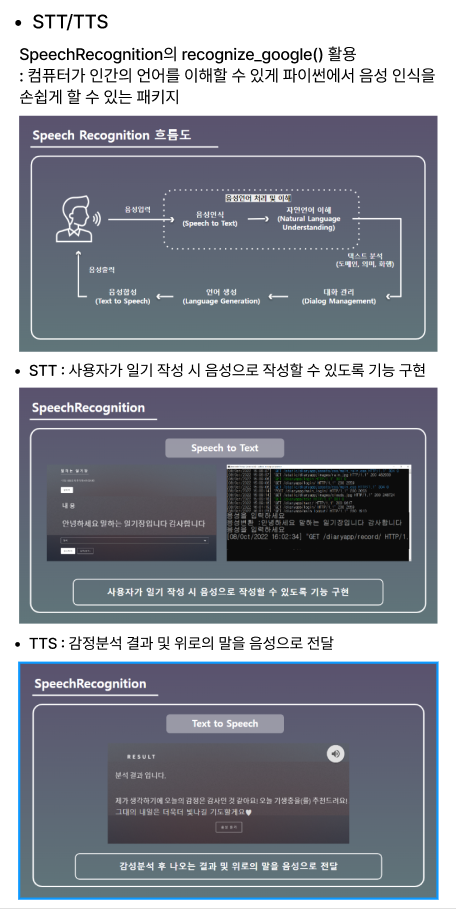 • STT/TTS
SpeechRecognition의 recognize_google() 활용
: 컴퓨터가 인간의 언어를 이해할 수 있게 파이썬에서 음성 인식을
손쉽게 할 수 있는 패키지
Speech Recognition 흐름도
음성언어 처리 및 이해
음성입력
음성인식
(Speech to Text)
자연언어 이해
(Natural Language
Understanding)
텍스트 분석
(도메인, 의미, 화행)
음성출력
음성합성
(Text to Speech)
언어 생성
(Language Generation)
대화 관리
(Dialog Management)
• STT : 사용자가 일기 작성 시 음성으로 작성할 수 있도록 기능 구현
SpeechRecognition
Speech to Text
내용
안녕하세요 말하는 일기장입니다 감사합니다
음성을 입력하세요
음성변환 :안녕하세요 말하는 일기장입니다 감사합니다
음성을 입력하세요
[06/Oct/2022 16:02:34] "GET /diaryapp/record/ HTTP/1.
사용자가 일기 작성 시 음성으로 작성할 수 있도록 기능 구현
• TTS : 감정분석 결과 및 위로의 말을 음성으로 전달
SpeechRecognition
Text to Speech
RESULT
분석 결과 입니다.
제가 생각하기에 오늘의 감정은 감사인 것 같아요! 오늘 기생충을(를) 추천드려요!
그대의 내일은 더욱더 빛나길 기도할게요♥
감성분석 후 나오는 결과 및 위로의 말을 음성으로 전달